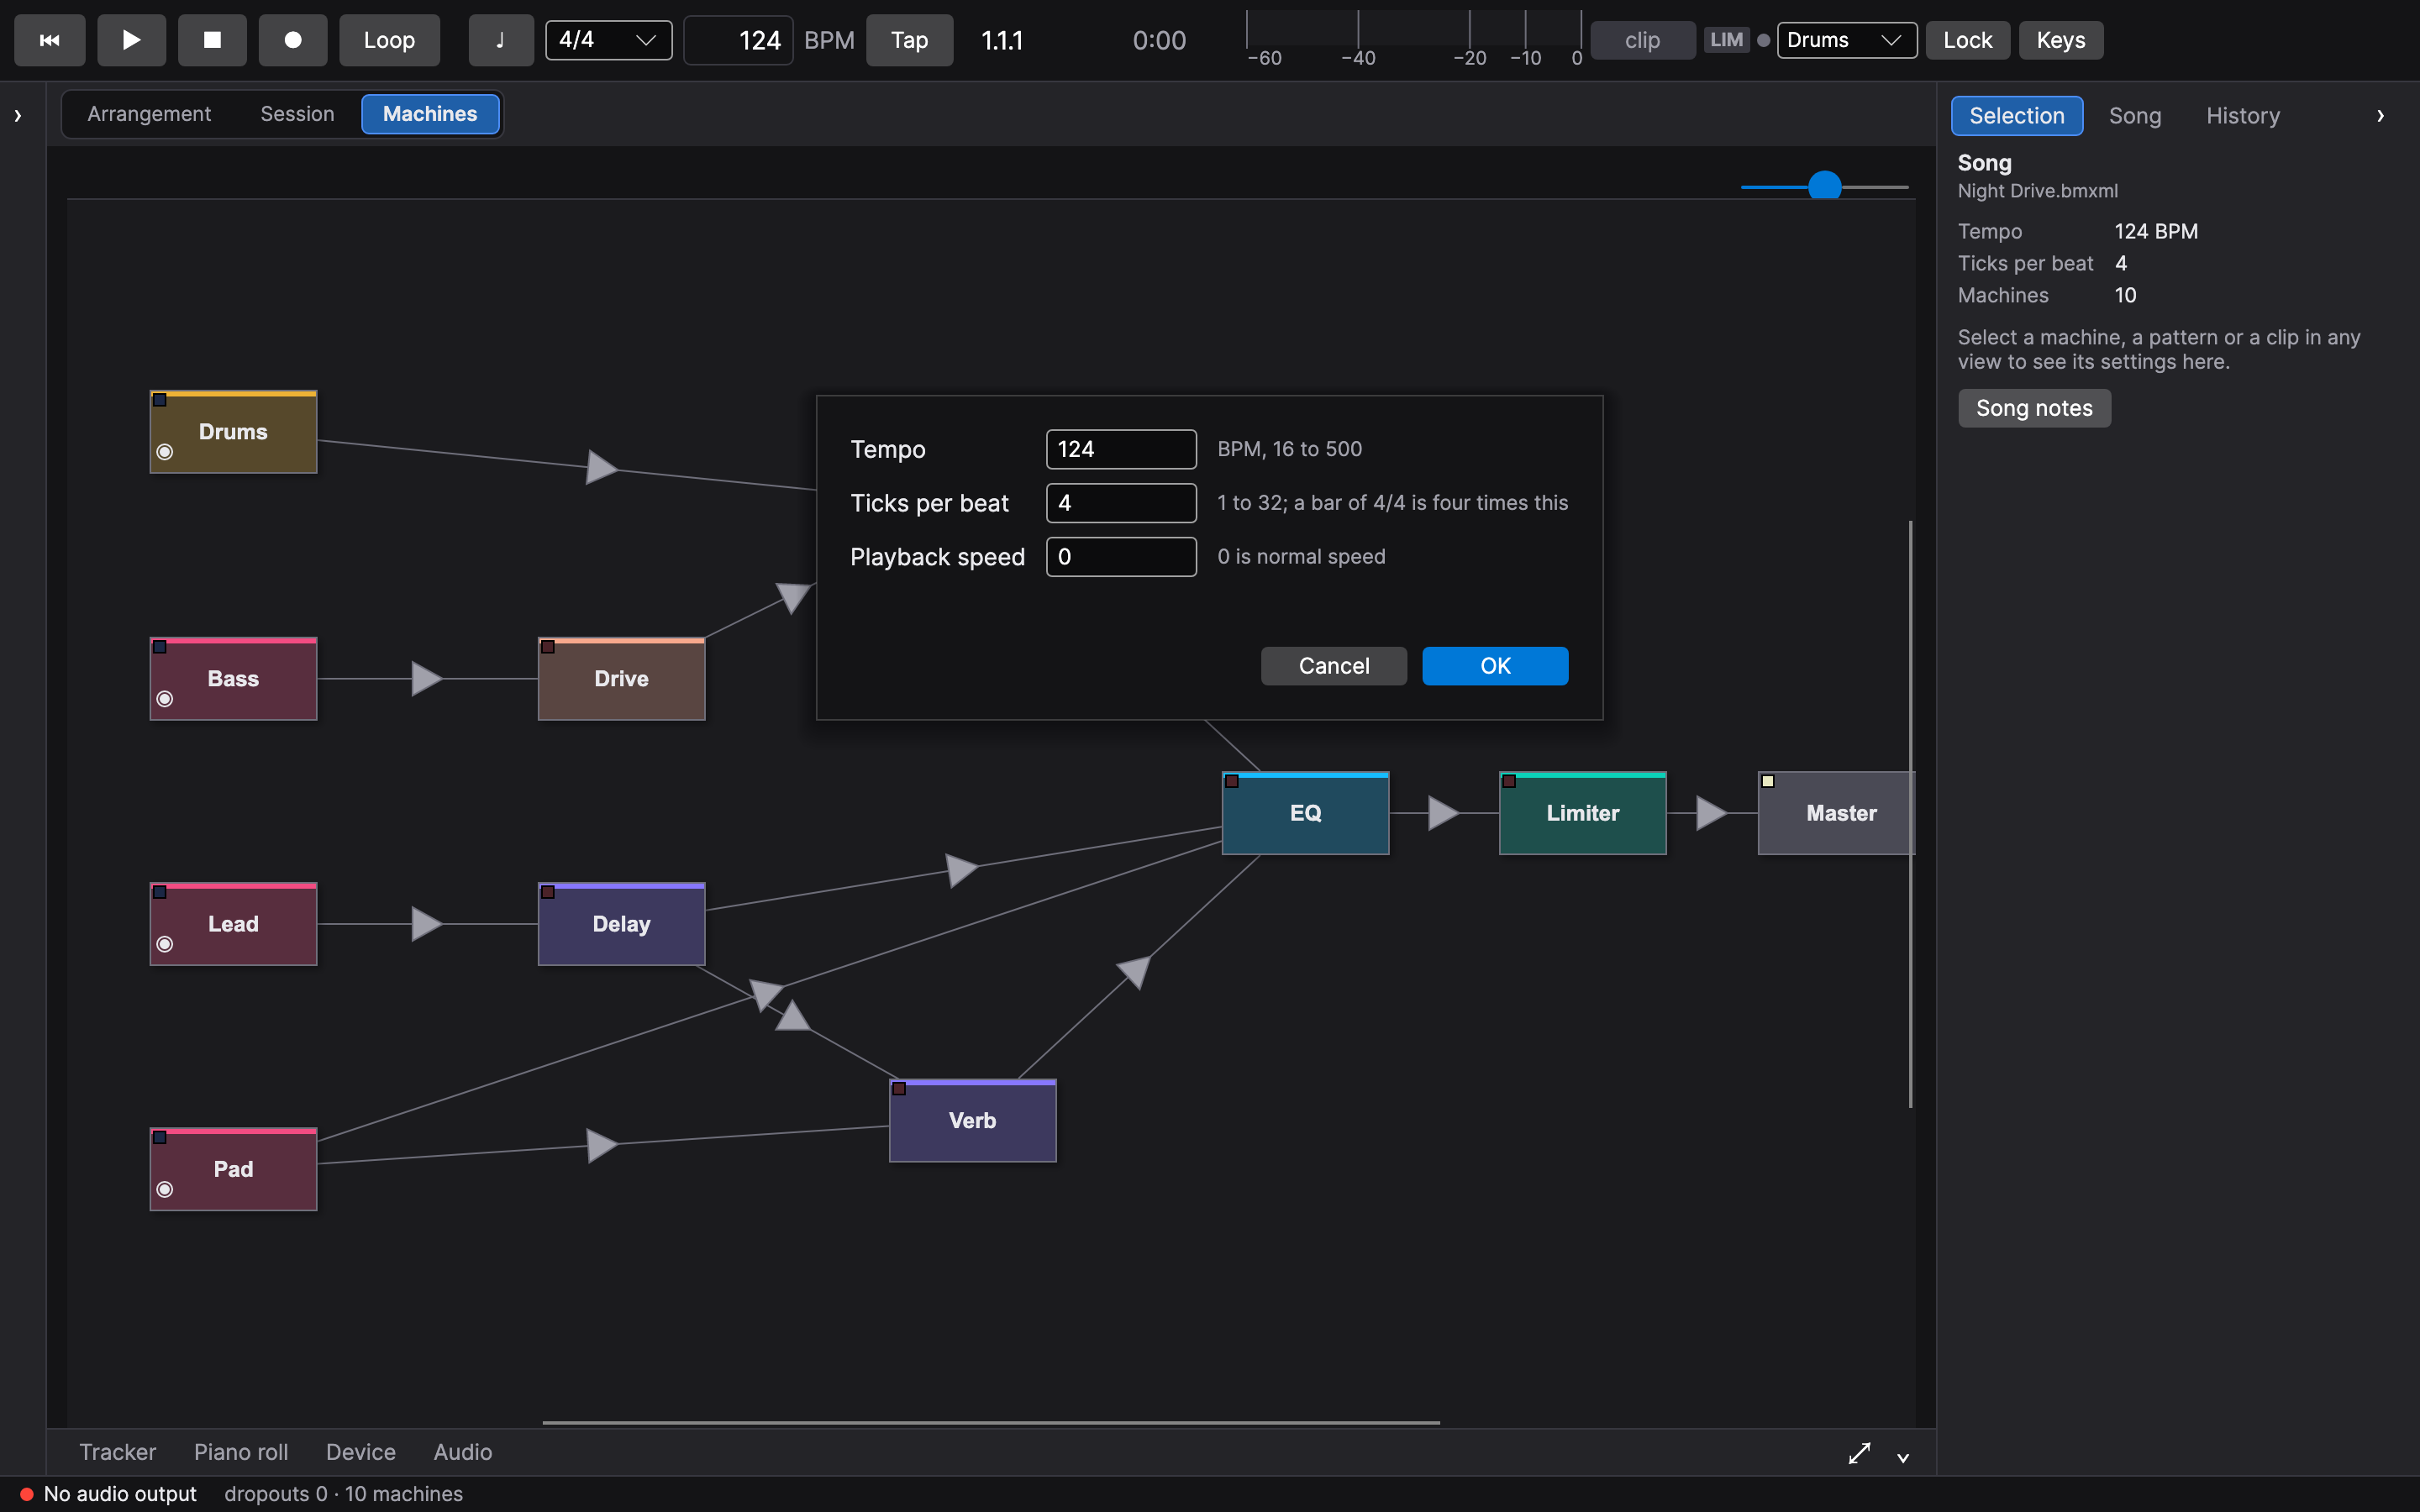 Loop 4/4 124 BPM Tap 1.1.1 0:00 −60 −40 −20 −10 0 clip LIM Drums Lock Keys
Arrangement Session Machines
Selection Song History
Song
Night Drive.bmxml
Tempo 124 BPM
Ticks per beat 4
Machines 10
Select a machine, a pattern or a clip in any
view to see its settings here.
Song notes
Drums
Tempo 124 BPM, 16 to 500
Ticks per beat 4 1 to 32; a bar of 4/4 is four times this
Playback speed 0 0 is normal speed
Cancel OK
Bass Drive
EQ Limiter Master
Lead Delay
Verb
Pad
Tracker Piano roll Device Audio
No audio output dropouts 0 · 10 machines